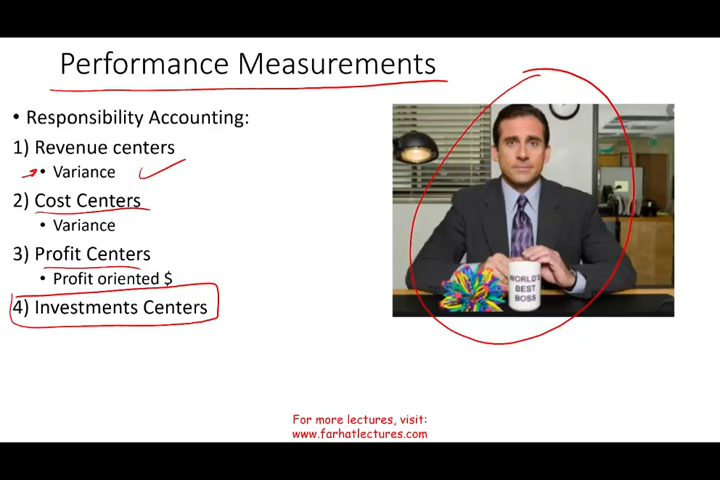 Performance Measurements
• Responsibility Accounting:
1) Revenue centers
• Variance
2) Cost Centers
• Variance
3) Profit Centers
• Profit oriented $
4) Investments Centers
WORLD'S
BEST
BOSS
For more lectures, visit:
www.farhatlectures.com